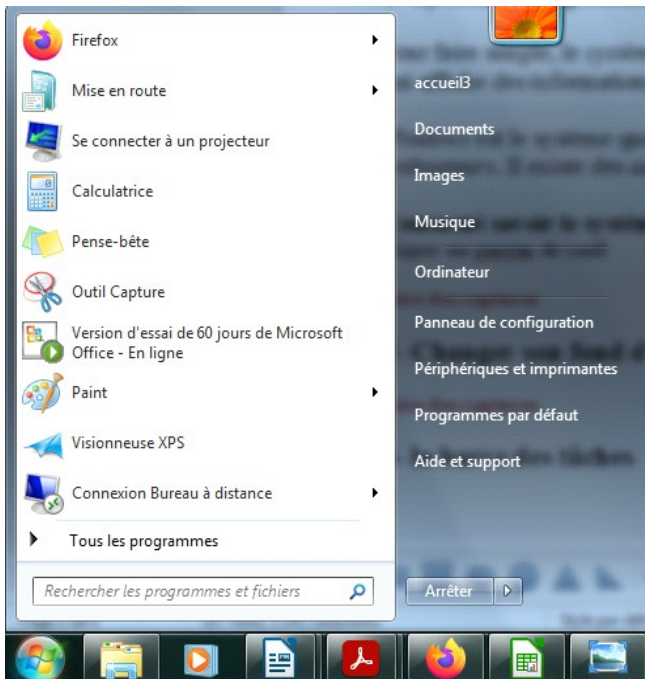 Firefox
Mise en route
Se connecter à un projecteur
Calculatrice
Pense-bête
Outil Capture
Version d'essai de 60 jours de Microsoft
Office - En ligne
Paint
Visionneuse XPS
Connexion Bureau à distance
Tous les programmes
Rechercher les programmes et fichiers
accueil3
Documents
Images
Musique
Ordinateur
Panneau de configuration
Périphériques et imprimantes
Programmes par défaut
Aide et support
Arrêter